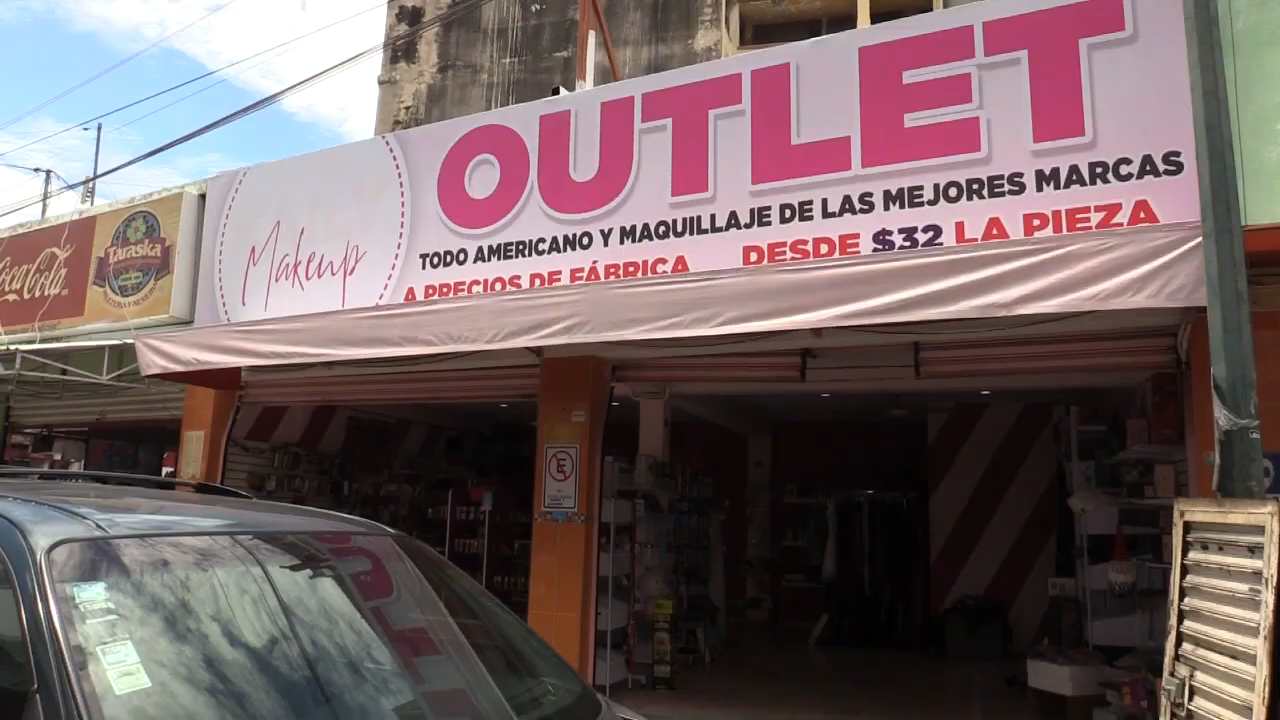 OUTLET
TODO AMERICANO Y MAQUILLAJE DE LAS MEJORES MARCAS
A PRECIOS DE FÁBRICA DESDE $32 LA PIEZA
Makeup
Coca-Cola
Taraska
E